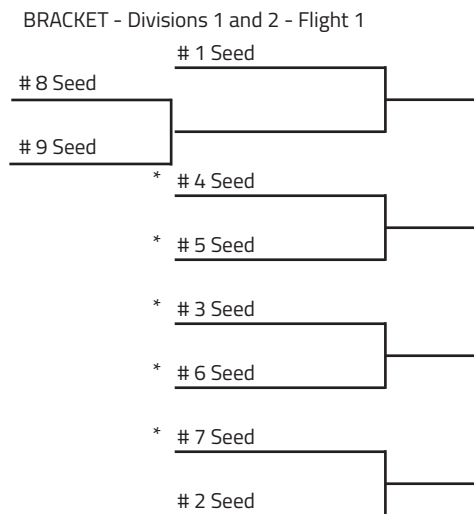 BRACKET - Divisions 1 and 2 - Flight 1
# 1 Seed
# 8 Seed
# 9 Seed
* # 4 Seed
* # 5 Seed
* # 3 Seed
* # 6 Seed
* # 7 Seed
# 2 Seed